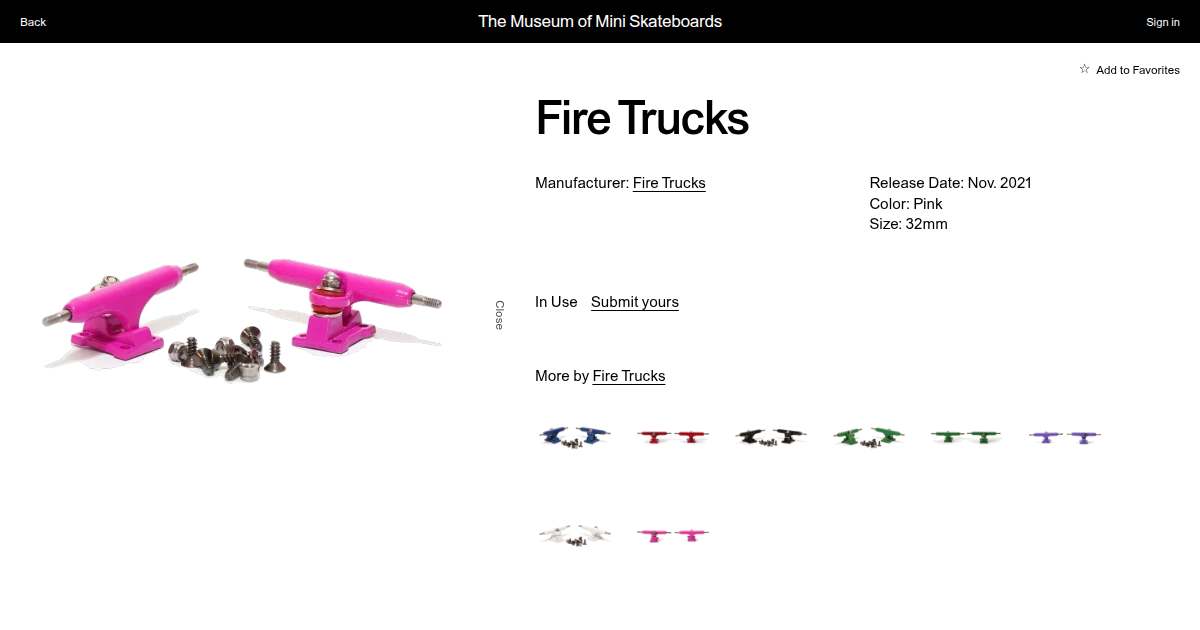 Back
The Museum of Mini Skateboards
Sign in
☆ Add to Favorites
Fire Trucks
Manufacturer: Fire Trucks
Release Date: Nov. 2021
Color: Pink
Size: 32mm
Close
In Use Submit yours
More by Fire Trucks